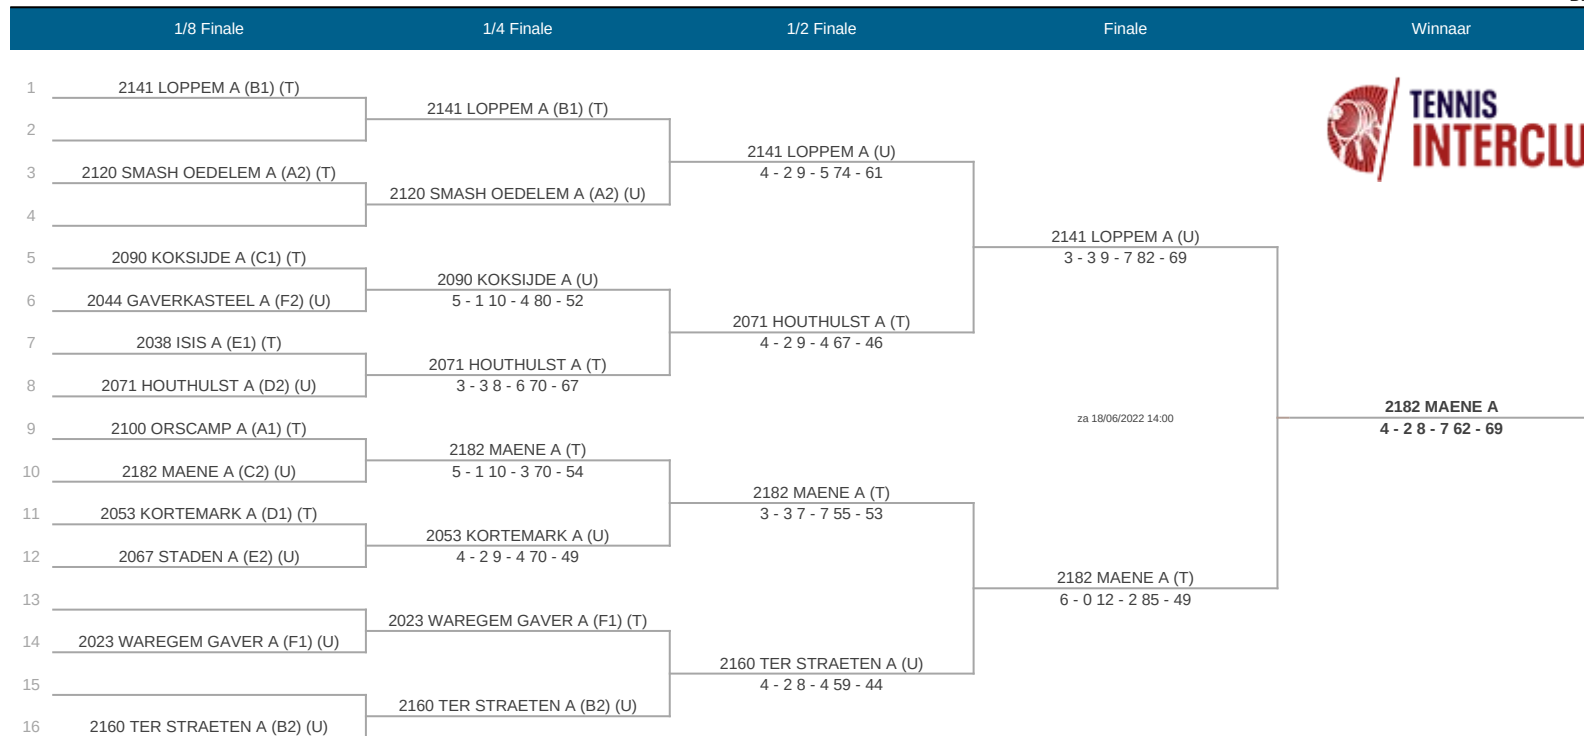 1/8 Finale 1/4 Finale 1/2 Finale Finale Winnaar
1 2141 LOPPEM A (B1) (T)
2141 LOPPEM A (B1) (T)
2
2141 LOPPEM A (U)
4 - 2 9 - 5 74 - 61
3 2120 SMASH OEDELEM A (A2) (T)
2120 SMASH OEDELEM A (A2) (U)
4
2141 LOPPEM A (U)
3 - 3 9 - 7 82 - 69
5 2090 KOKSIJDE A (C1) (T)
2090 KOKSIJDE A (U)
5 - 1 10 - 4 80 - 52
6 2044 GAVERKASTEEL A (F2) (U)
2071 HOUTHULST A (T)
4 - 2 9 - 4 67 - 46
7 2038 ISIS A (E1) (T)
2071 HOUTHULST A (T)
3 - 3 8 - 6 70 - 67
8 2071 HOUTHULST A (D2) (U)
za 18/06/2022 14:00
2182 MAENE A
4 - 2 8 - 7 62 - 69
9 2100 ORSCAMP A (A1) (T)
2182 MAENE A (T)
5 - 1 10 - 3 70 - 54
10 2182 MAENE A (C2) (U)
2182 MAENE A (T)
3 - 3 7 - 7 55 - 53
11 2053 KORTEMARK A (D1) (T)
2053 KORTEMARK A (U)
4 - 2 9 - 4 70 - 49
12 2067 STADEN A (E2) (U)
2182 MAENE A (T)
6 - 0 12 - 2 85 - 49
13
2023 WAREGEM GAVER A (F1) (T)
14 2023 WAREGEM GAVER A (F1) (U)
2160 TER STRAETEN A (U)
4 - 2 8 - 4 59 - 44
15
2160 TER STRAETEN A (B2) (U)
16 2160 TER STRAETEN A (B2) (U)
TENNIS
INTERCLU